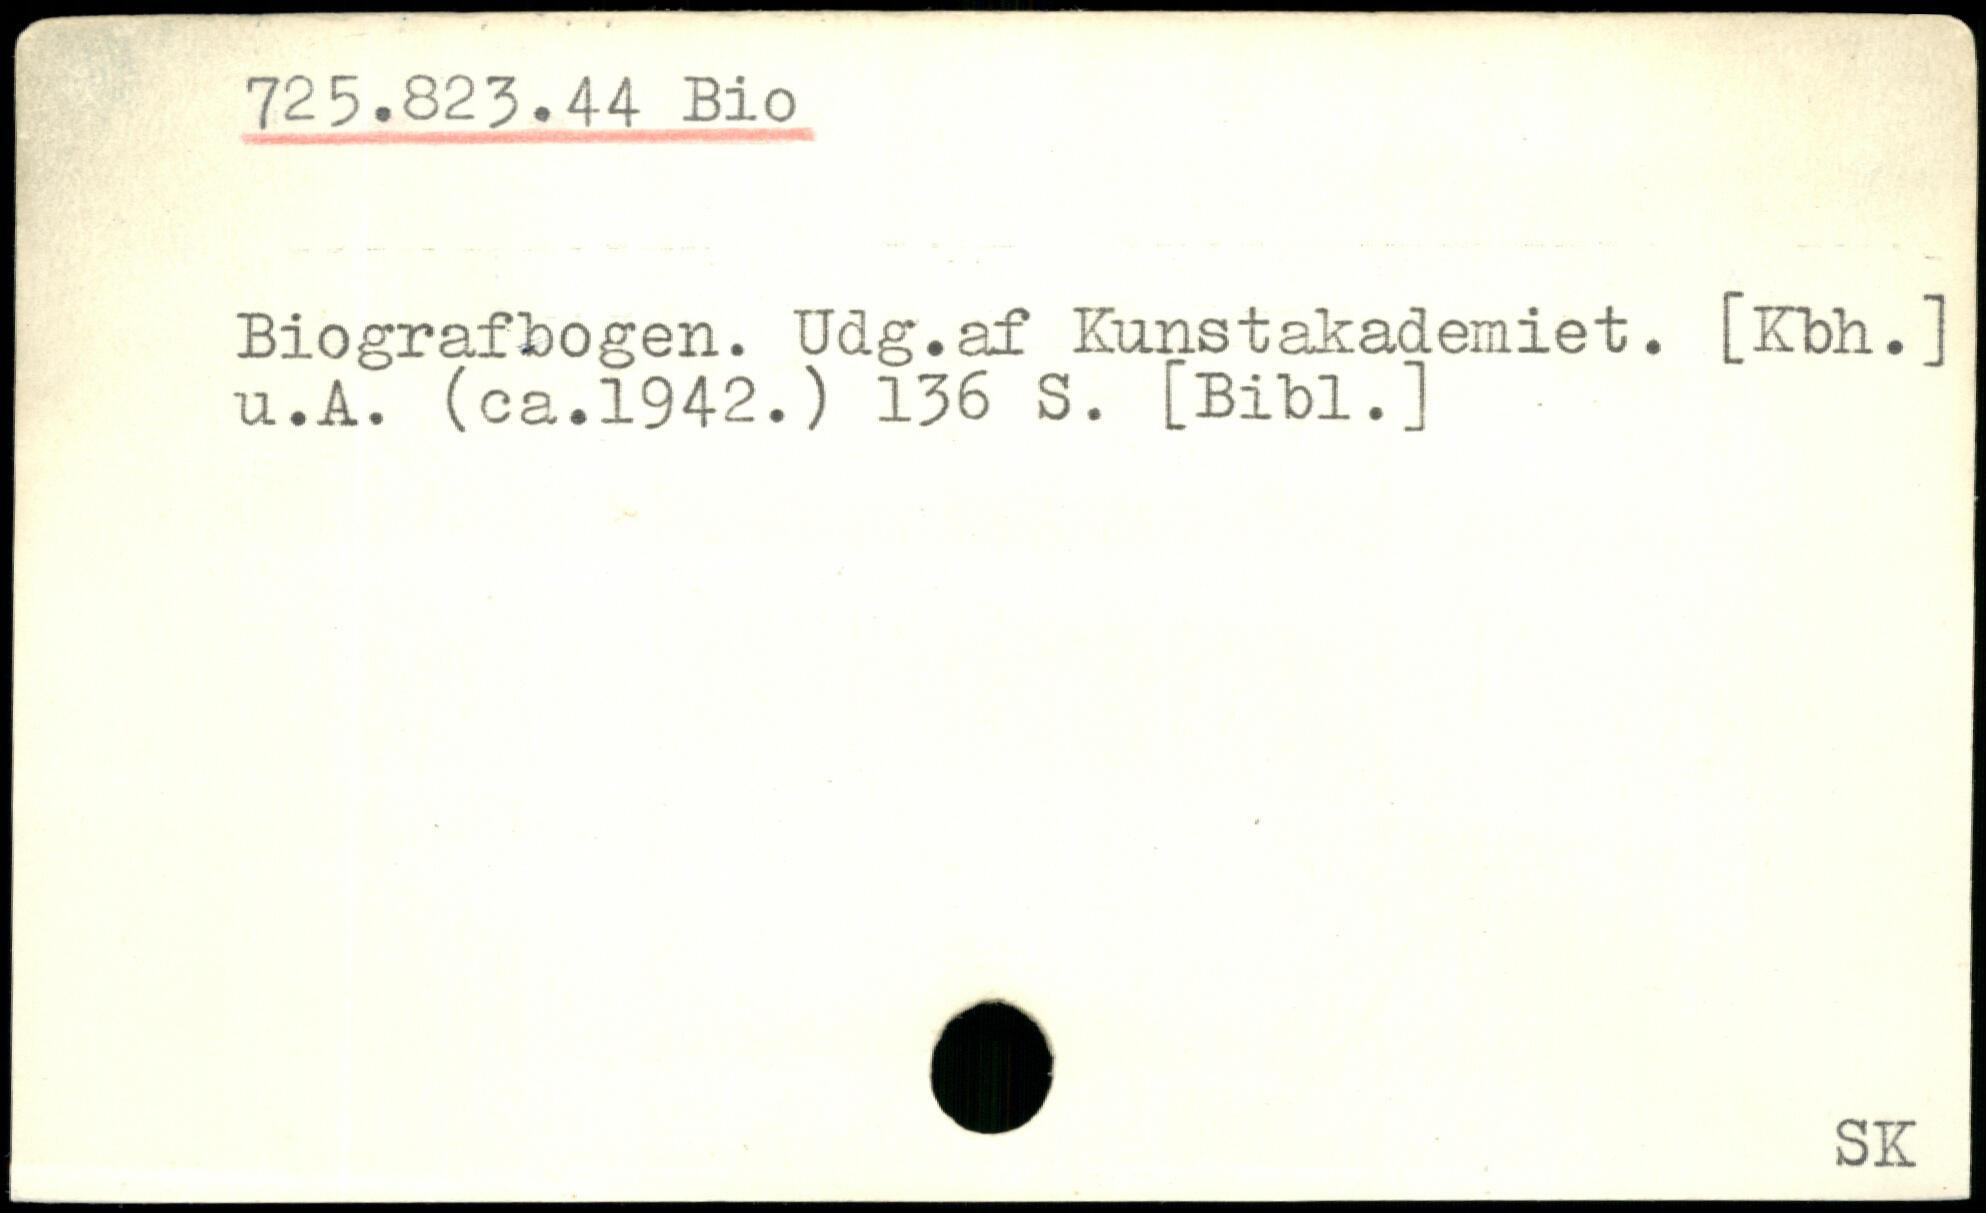 725.823.44 Bio
Biografbogen. Udg.af Kunstakademiet. [Kbh.]
u.A. (ca.1942.) 136 S. [Bibl.]
SK